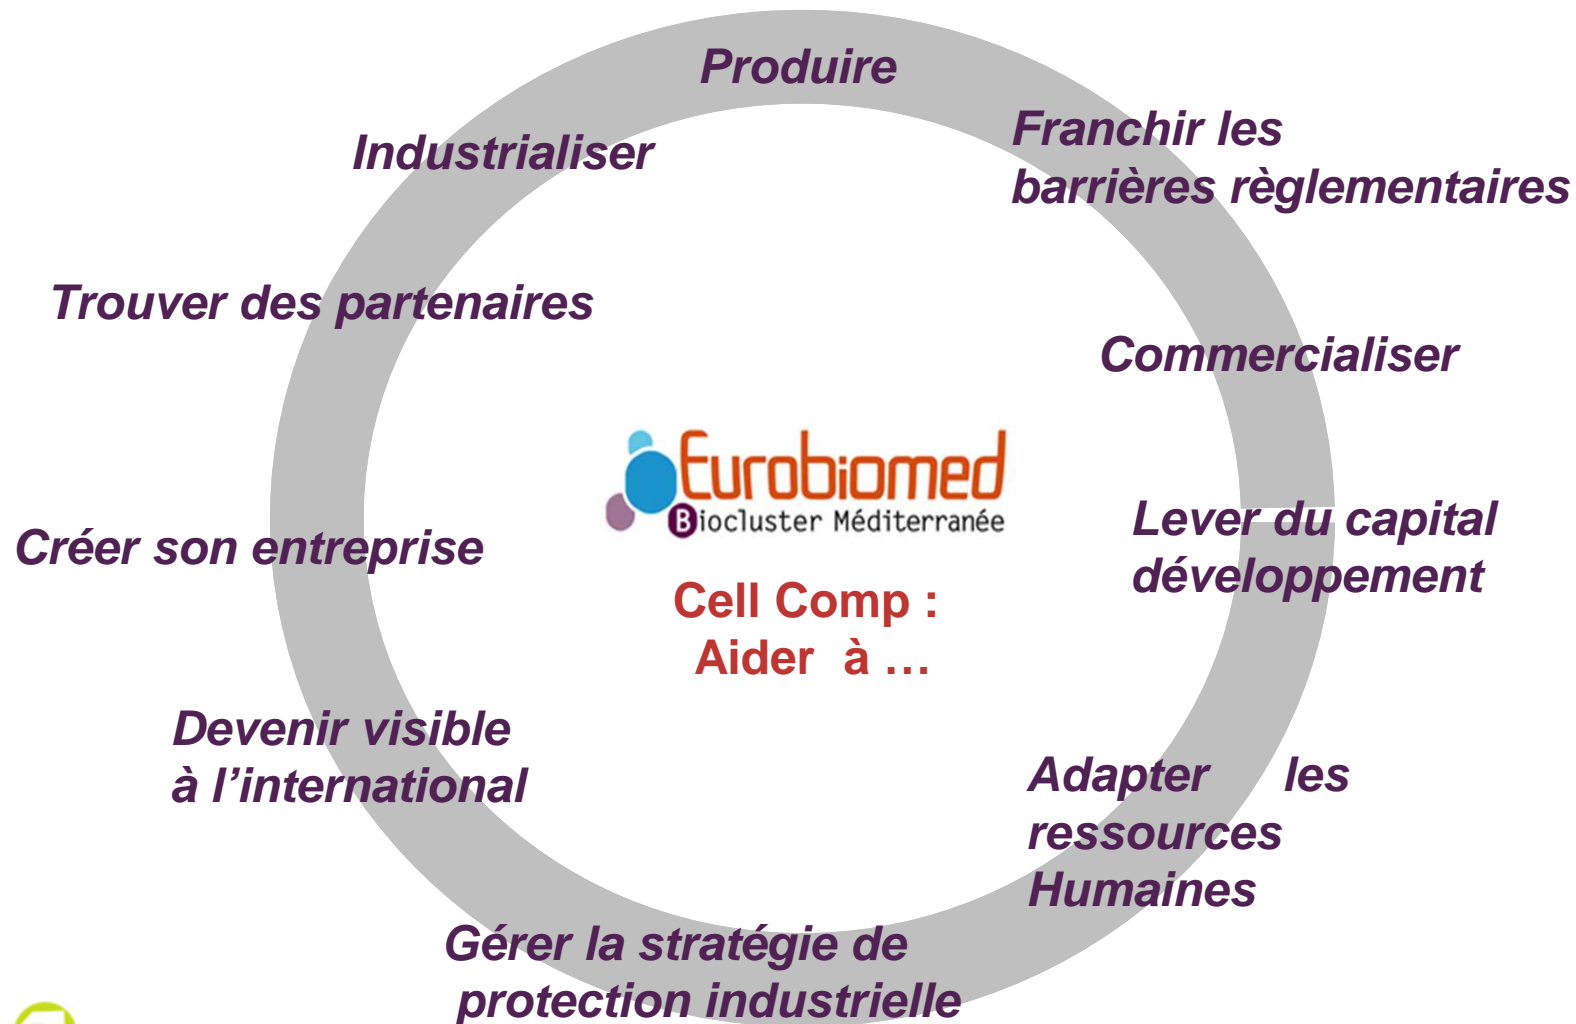 Produire
Franchir les
barrières règlementaires
Industrialiser
Trouver des partenaires
Commercialiser
Eurobiomed
Biocluster Méditerranée
Lever du capital
développement
Créer son entreprise
Cell Comp :
Aider à …
Devenir visible
à l’international
Adapter les
ressources
Humaines
Gérer la stratégie de
protection industrielle